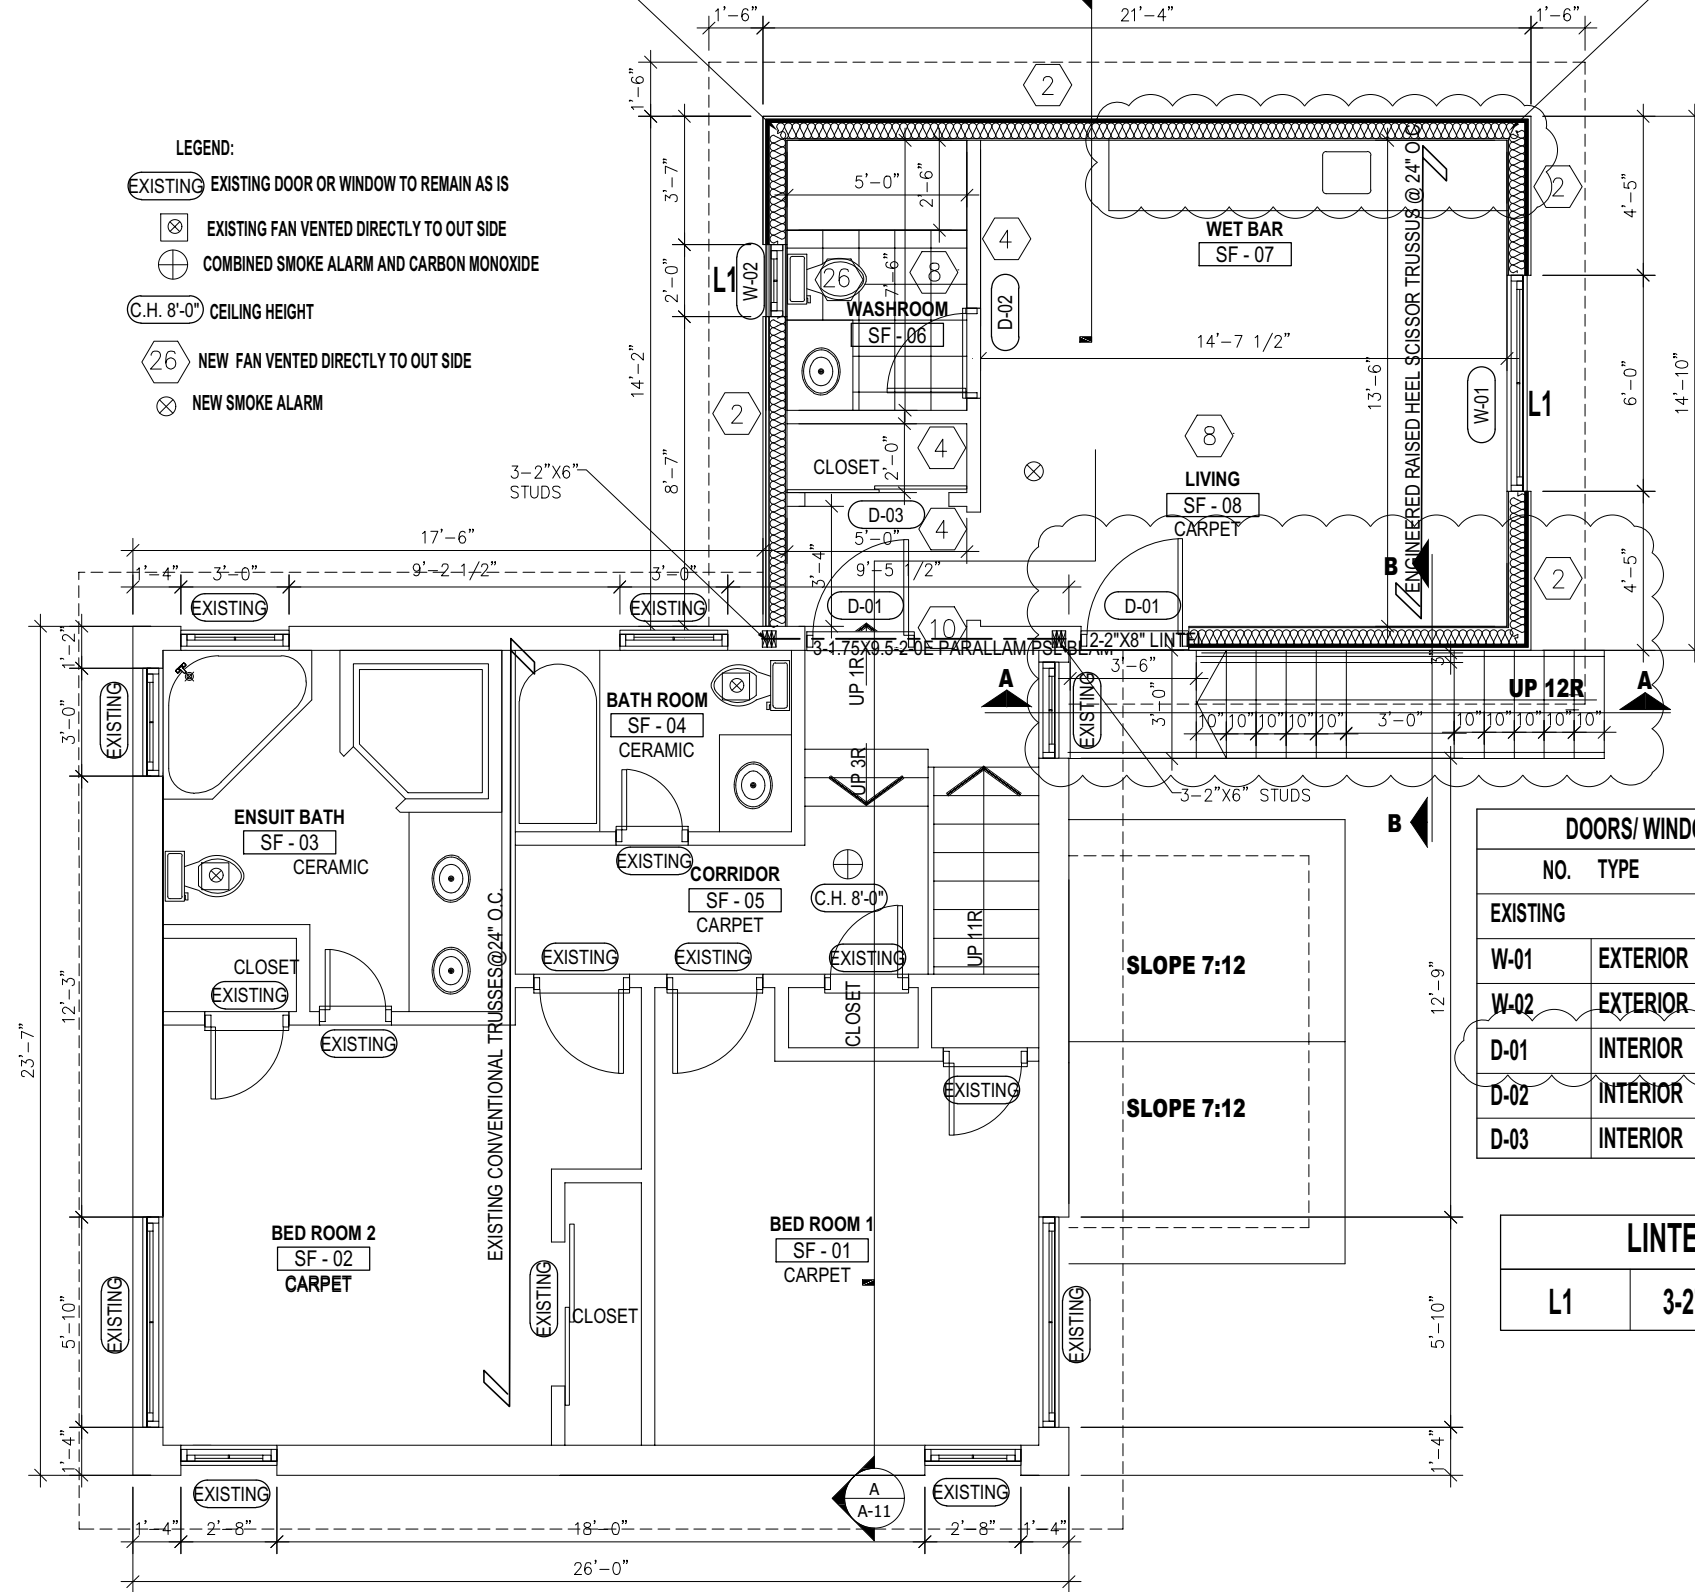 1'-6"
21'-4"
1'-6"
1'-6"
2
LEGEND:
EXISTING EXISTING DOOR OR WINDOW TO REMAIN AS IS
EXISTING FAN VENTED DIRECTLY TO OUT SIDE
COMBINED SMOKE ALARM AND CARBON MONOXIDE
C.H. 8'-0" CEILING HEIGHT
26 NEW FAN VENTED DIRECTLY TO OUT SIDE
NEW SMOKE ALARM
3'-7"
5'-0"
2'-6"
2
4'-5"
4
WET BAR
SF - 07
ENGINEERED RAISED HEEL SCISSOR TRUSSUS @ 24" O.C
L1
W-02
2'-0"
26
7'-6"
8
D-02
WASHROOM
SF - 06
14'-7 1/2"
14'-2"
13'-6"
6'-0"
14'-10"
W-01
L1
2
8
4
CLOSET
2'-0"
8'-7"
3-2"X6"
STUDS
LIVING
SF - 08
CARPET
D-03
4
5'-0"
17'-6"
1'-4"
3'-0"
9'-2 1/2"
3'-0"
3'-4"
9'-5 1/2"
B
2
4'-5"
EXISTING
EXISTING
D-01
D-01
10
3-1.75X9.5-2.0E PARALLAM PSL BEAM
2-2"X8" LINTE
1'-2"
3'-0"
EXISTING
UP 1R
3'-6"
3"
A
EXISTING
3'-0"
UP 12R
A
10" 10" 10" 10" 10"
3'-0"
10" 10" 10" 10" 10"
BATH ROOM
SF - 04
CERAMIC
UP 3R
3-2"X6" STUDS
B
ENSUIT BATH
SF - 03
CERAMIC
EXISTING
CORRIDOR
SF - 05
CARPET
C.H. 8'-0"
UP 11R
EXISTING
EXISTING
EXISTING
CLOSET
EXISTING
EXISTING
CLOSET
EXISTING CONVENTIONAL TRUSSES@24" O.C.
EXISTING
12'-3"
23'-7"
SLOPE 7:12
12'-9"
SLOPE 7:12
DOORS/ WINDO
NO. TYPE
EXISTING
W-01 EXTERIOR
W-02 EXTERIOR
D-01 INTERIOR
D-02 INTERIOR
D-03 INTERIOR
LINTE
L1 3-2
BED ROOM 2
SF - 02
CARPET
BED ROOM 1
SF - 01
CARPET
EXISTING
5'-10"
EXISTING
CLOSET
EXISTING
5'-10"
1'-4"
1'-4"
EXISTING
A
A-11
EXISTING
1'-4"
2'-8"
18'-0"
2'-8"
1'-4"
26'-0"